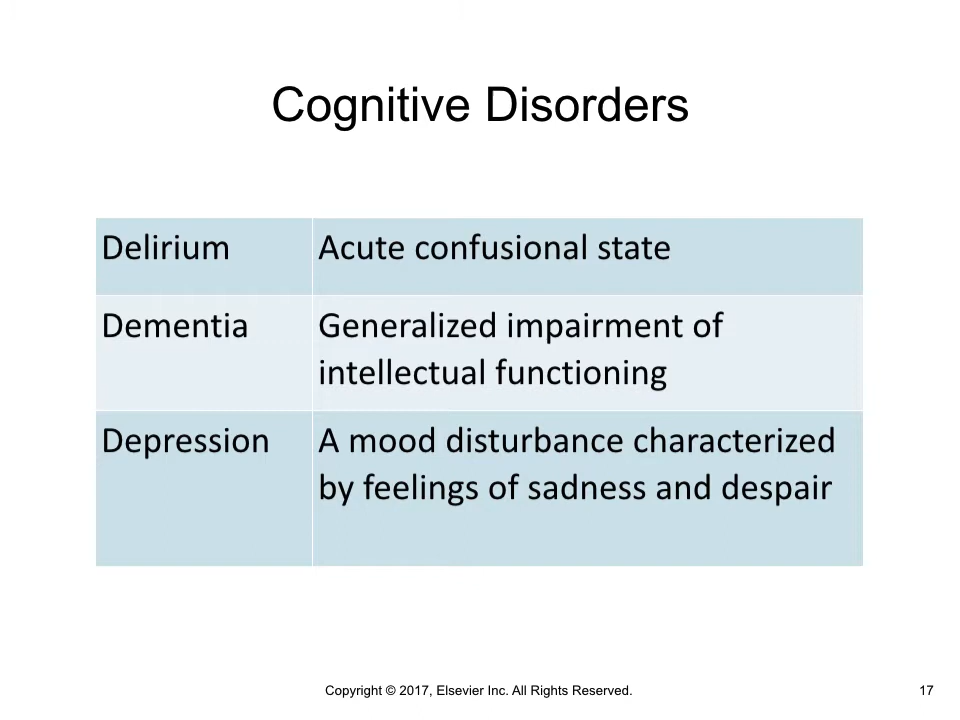 Cognitive Disorders
Delirium
Acute confusional state
Dementia
Generalized impairment of
intellectual functioning
Depression
A mood disturbance characterized
by feelings of sadness and despair
Copyright © 2017, Elsevier Inc. All Rights Reserved.
17